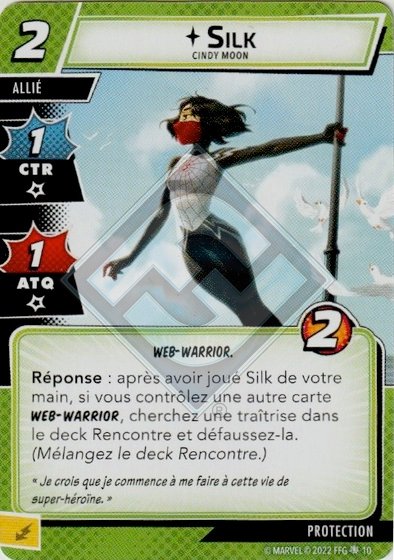 2
SILK
CINDY MOON
ALLIÉ
1
CTR
1
ATQ
2
WEB-WARRIOR.
Réponse : après avoir joué Silk de votre
main, si vous contrôlez une autre carte
WEB-WARRIOR, cherchez une traîtrise dans
le deck Rencontre et défaussez-la.
(Mélangez le deck Rencontre.)
« Je crois que je commence à me faire à cette vie de
super-héroïne. »
PROTECTION
© MARVEL © 2022 FFG 10